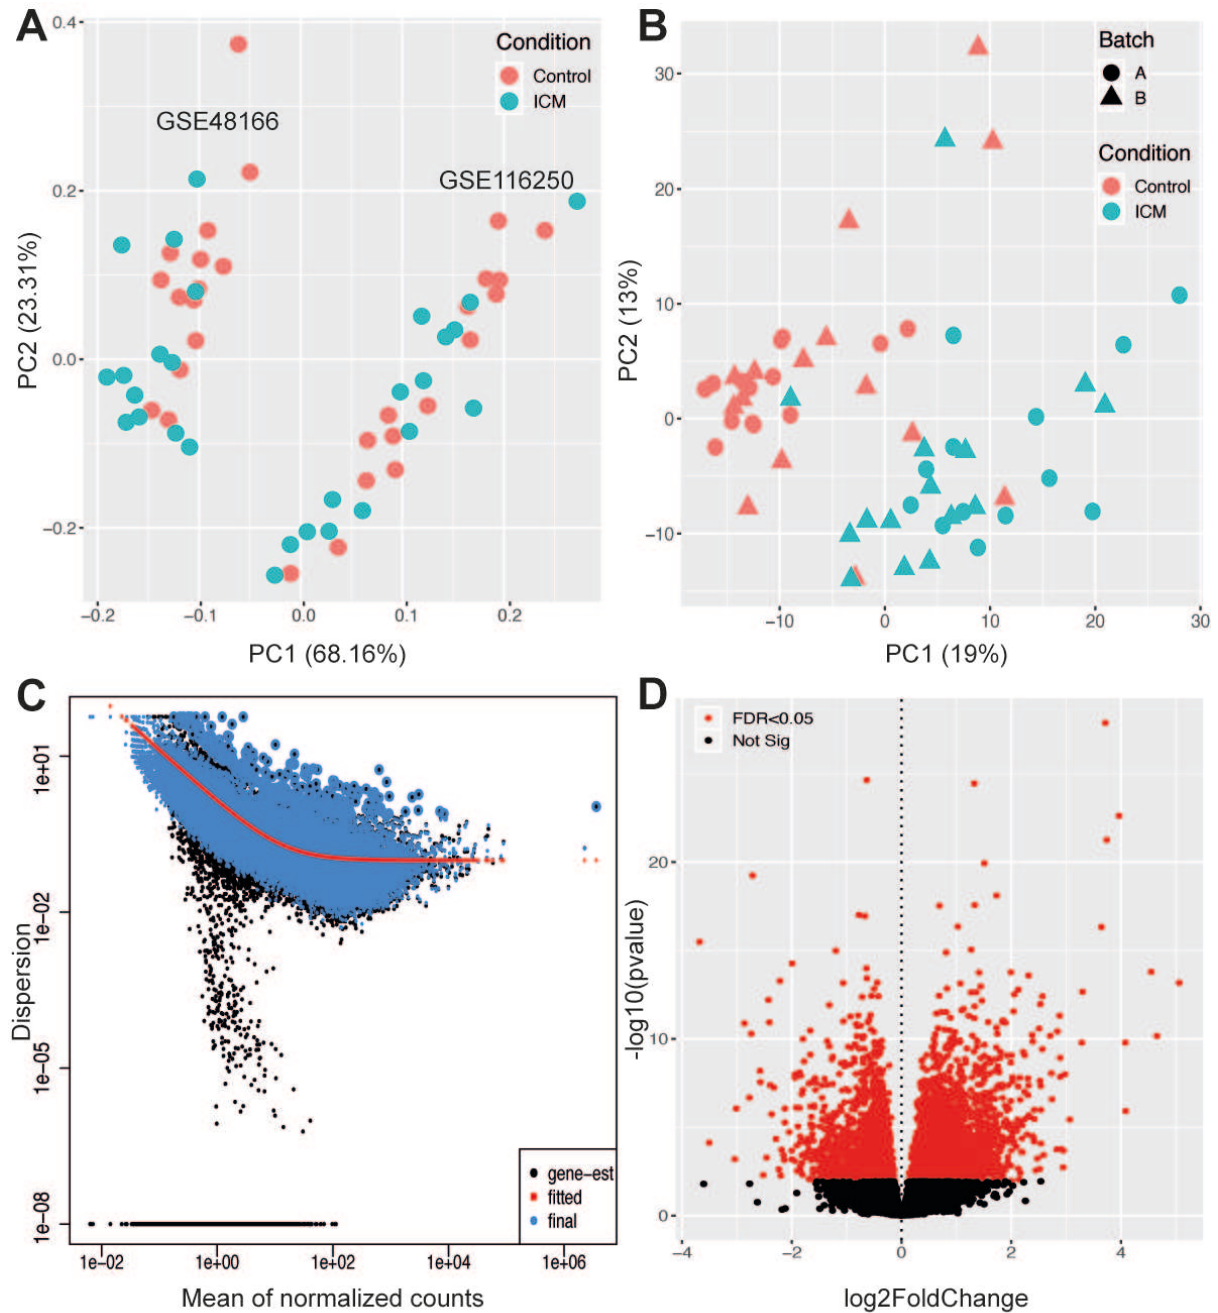 A
0.4
0.2
0.0
−0.2
−0.2
−0.1
0.0
0.1
0.2
PC2 (23.31%)
PC1 (68.16%)
GSE48166
GSE116250
Condition
Control
ICM
B
30
20
10
0
−10
−10
0
10
20
30
PC2 (13%)
PC1 (19%)
Batch
A
B
Condition
Control
ICM
C
1e+01
1e−02
1e−05
1e−08
1e−02
1e+00
1e+02
1e+04
1e+06
Dispersion
Mean of normalized counts
gene-est
fitted
final
D
FDR<0.05
Not Sig
20
10
0
−4
−2
0
2
4
-log10(pvalue)
log2FoldChange